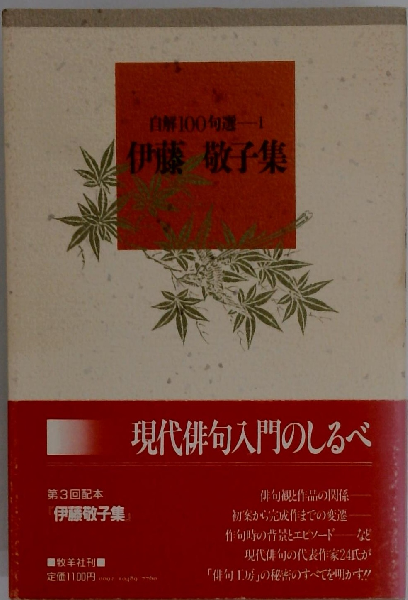 自解100句選—1
伊藤 敬子集
現代俳句入門のしるべ
第3回配本
『伊藤敬子集』
俳句観と作品の関係——
初案から完成作までの変遷——
作句時の背景とエピソード——など
現代俳句の代表作家24氏が
「俳句工房」の秘密のすべてを明かす!!
■牧羊社刊■
定価1100円